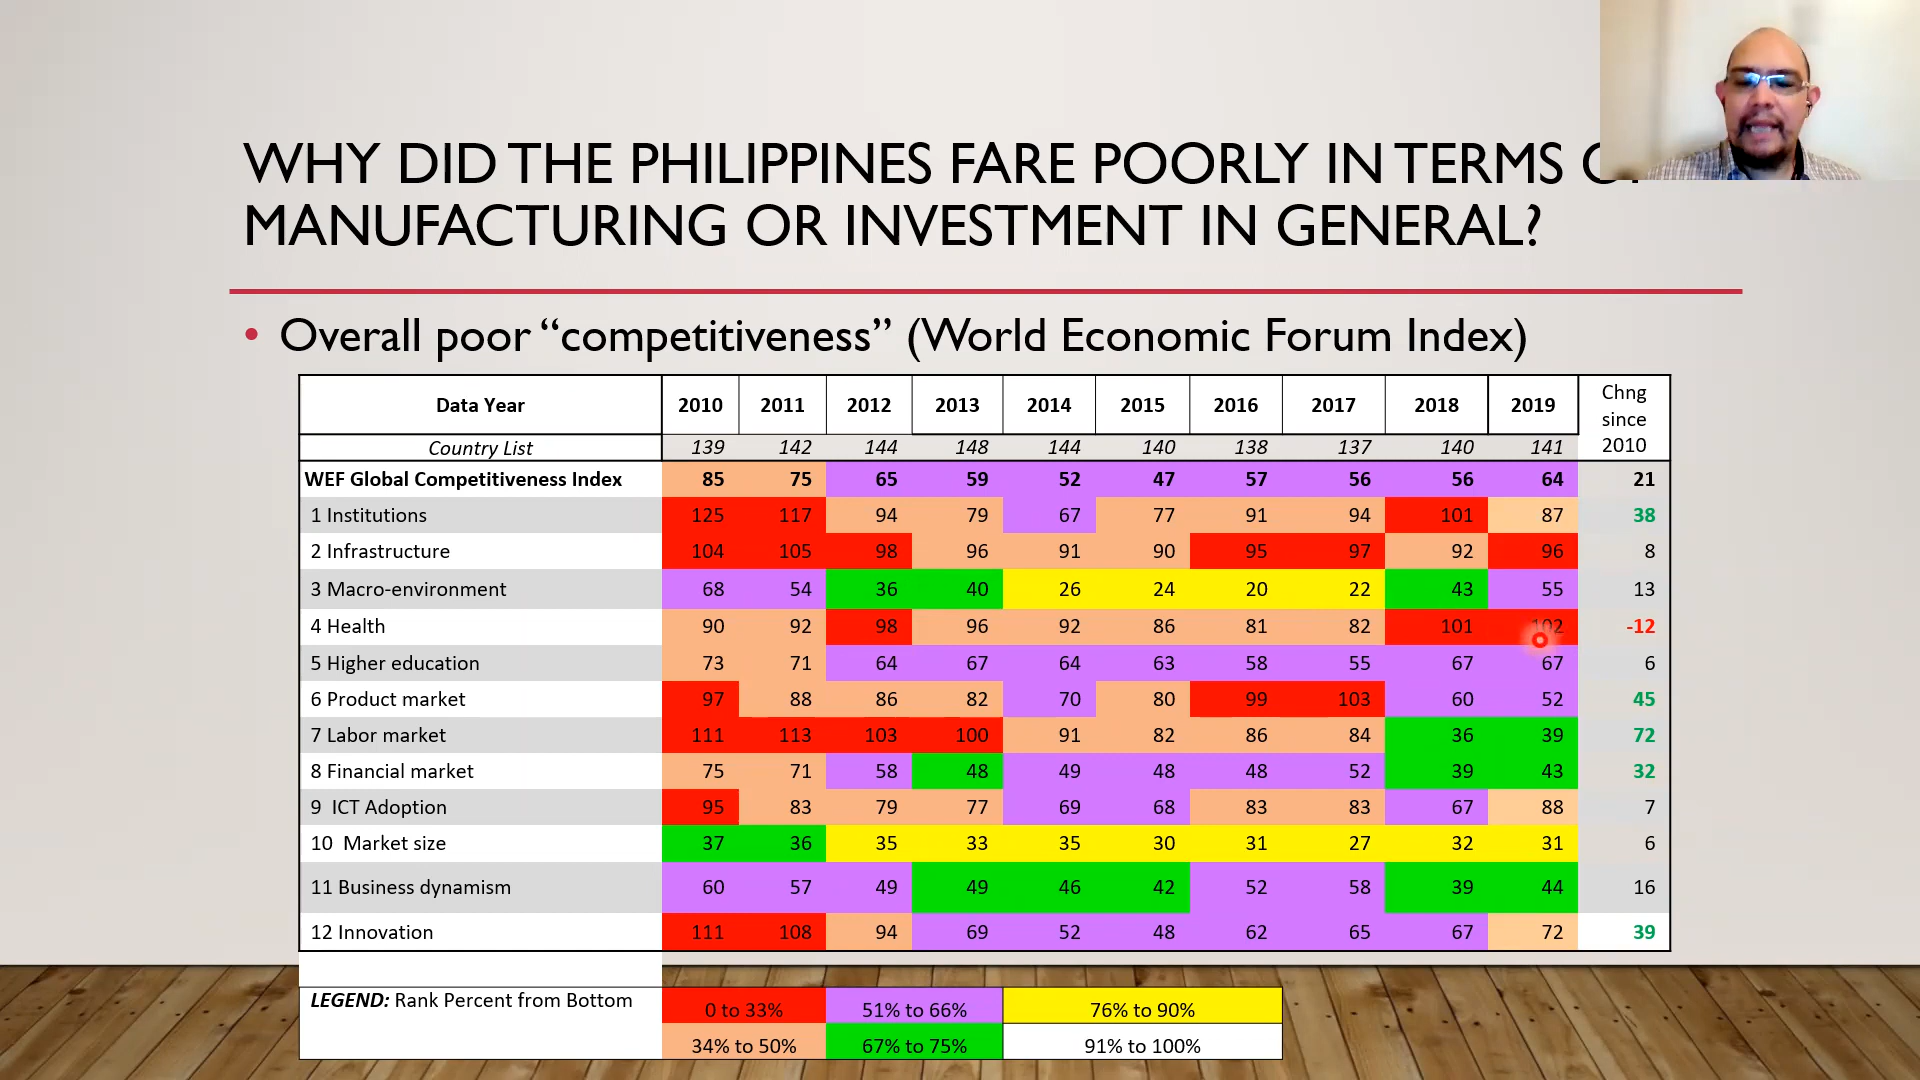 WHY DID THE PHILIPPINES FARE POORLY IN TERMS
MANUFACTURING OR INVESTMENT IN GENERAL?
• Overall poor “competitiveness” (World Economic Forum Index)
Data Year 2010 2011 2012 2013 2014 2015 2016 2017 2018 2019 Chng since 2010
Country List 139 142 144 148 144 140 138 137 140 141
WEF Global Competitiveness Index 85 75 65 59 52 47 57 56 56 64 21
1 Institutions 125 117 94 79 67 77 91 94 101 87 38
2 Infrastructure 104 105 98 96 91 90 95 97 92 96 8
3 Macro-environment 68 54 36 40 26 24 20 22 43 55 13
4 Health 90 92 98 96 92 86 81 82 101 102 -12
5 Higher education 73 71 64 67 64 63 58 55 67 67 6
6 Product market 97 88 86 82 70 80 99 103 60 52 45
7 Labor market 111 113 103 100 91 82 86 84 36 39 72
8 Financial market 75 71 58 48 49 48 48 52 39 43 32
9 ICT Adoption 95 83 79 77 69 68 83 83 67 88 7
10 Market size 37 36 35 33 35 30 31 27 32 31 6
11 Business dynamism 60 57 49 49 46 42 52 58 39 44 16
12 Innovation 111 108 94 69 52 48 62 65 67 72 39
LEGEND: Rank Percent from Bottom 0 to 33% 51% to 66% 76% to 90%
34% to 50% 67% to 75% 91% to 100%